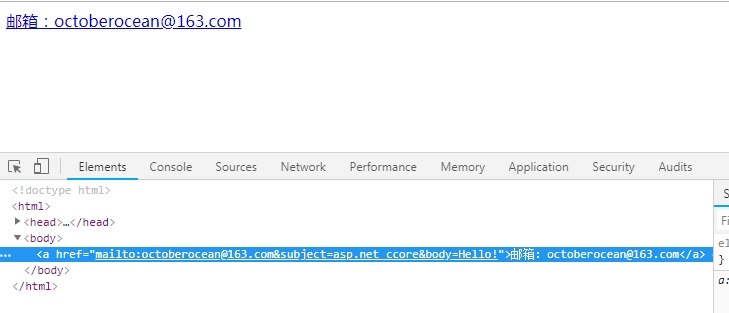 邮箱：octoberocean@163.com
Elements Console Sources Network Performance Memory Application Security Audits
<!doctype html>
<html>
<head>…</head>
<body>
<a href="mailto:octoberocean@163.com&subject=asp.net ccore&body=Hello!">邮箱：octoberocean@163.com</a>
</body>
</html>
S
Fi
el
}
a: